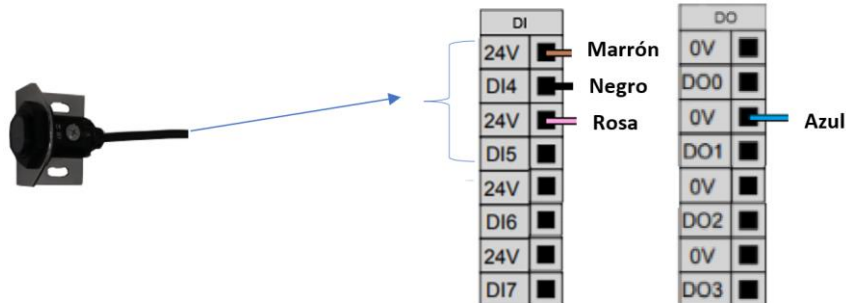 DI
24V
DI4
24V
DI5
24V
DI6
24V
DI7
Marrón
Negro
Rosa
DO
0V
DO0
0V
DO1
0V
DO2
0V
DO3
Azul